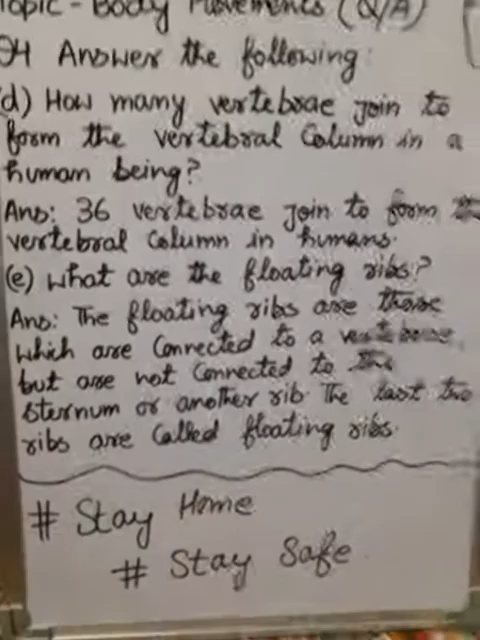 Topic - Body Movements (Q/A)
Q4 Answer the following:
(d) How many vertebrae join to
form the vertebral Column in a
human being?
Ans: 36 vertebrae join to form the
vertebral Column in humans.
(e) What are the floating ribs?
Ans: The floating ribs are those
which are Connected to a
but are not Connected to the
sternum or another rib. The last two
ribs are Called floating ribs.
# Stay Home
# Stay Safe